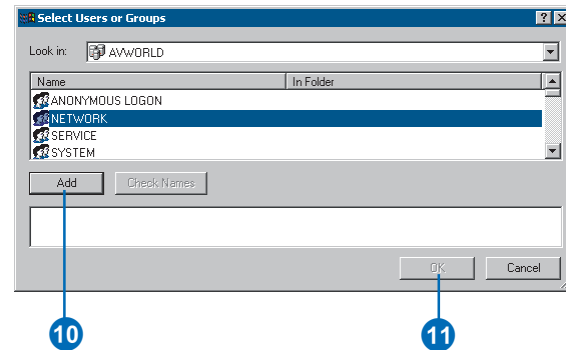 Select Users or Groups
Look in: AVWORLD
Name In Folder
ANONYMOUS LOGON
NETWORK
SERVICE
SYSTEM
Add Check Names
OK Cancel
10 11